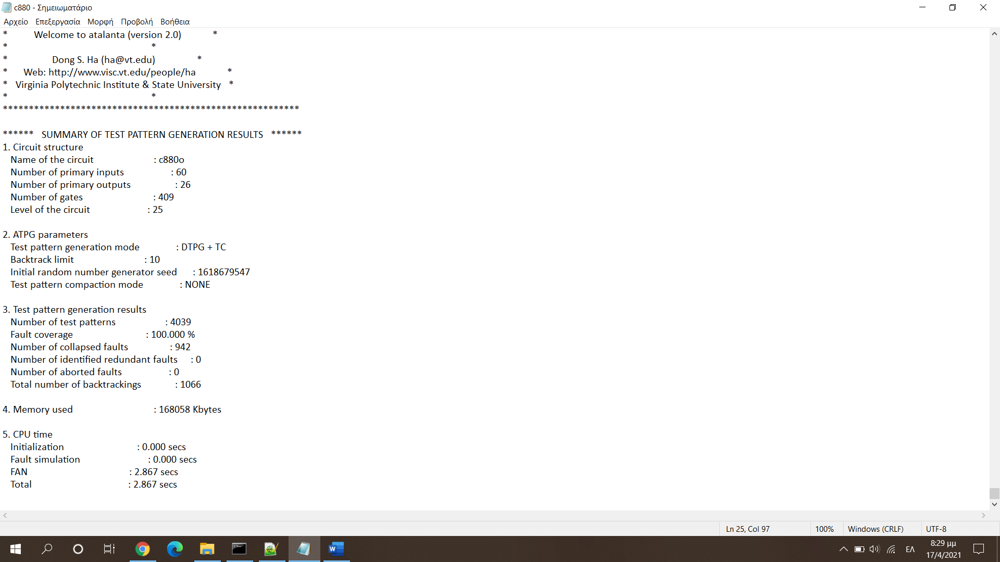 c880 - Σημειωματάριο
Αρχείο Επεξεργασία Μορφή Προβολή Βοήθεια
* Welcome to atalanta (version 2.0) *
* *
* Dong S. Ha (ha@vt.edu) *
* Web: http://www.visc.vt.edu/people/ha *
* Virginia Polytechnic Institute & State University *
* *
*********************************************************
****** SUMMARY OF TEST PATTERN GENERATION RESULTS ******
1. Circuit structure
Name of the circuit : c880o
Number of primary inputs : 60
Number of primary outputs : 26
Number of gates : 409
Level of the circuit : 25
2. ATPG parameters
Test pattern generation mode : DTPG + TC
Backtrack limit : 10
Initial random number generator seed : 1618679547
Test pattern compaction mode : NONE
3. Test pattern generation results
Number of test patterns : 4039
Fault coverage : 100.000 %
Number of collapsed faults : 942
Number of identified redundant faults : 0
Number of aborted faults : 0
Total number of backtrackings : 1066
4. Memory used : 168058 Kbytes
5. CPU time
Initialization : 0.000 secs
Fault simulation : 0.000 secs
FAN : 2.867 secs
Total : 2.867 secs
Ln 25, Col 97 100% Windows (CRLF) UTF-8
W ΕΛ 8:29 μμ
17/4/2021